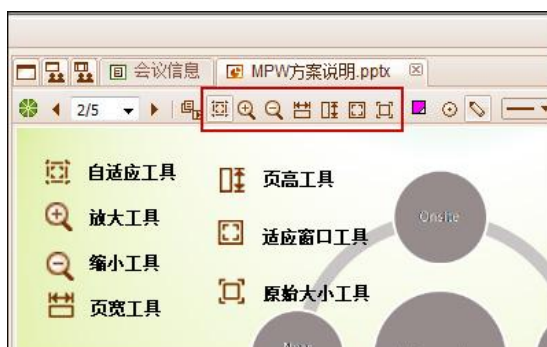 会议信息
MPW方案说明.pptx
2/5
自适应工具
页高工具
放大工具
适应窗口工具
缩小工具
原始大小工具
页宽工具
Onsite